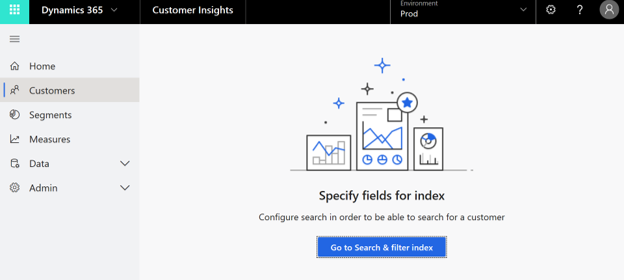 Dynamics 365 Customer Insights
Environment
Prod
?
Home
Customers
Segments
Measures
Data
Admin
Specify fields for index
Configure search in order to be able to search for a customer
Go to Search & filter index